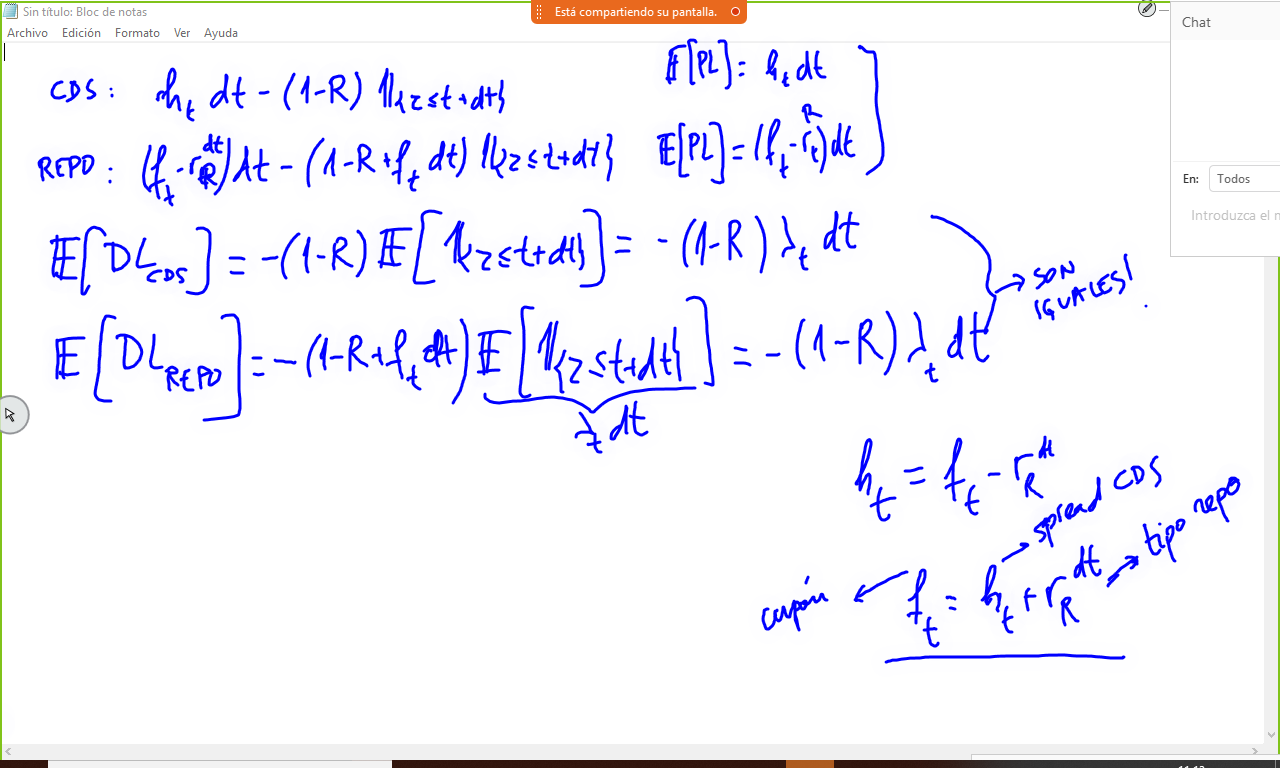 Sin título: Bloc de notas
Está compartiendo su pantalla.
Archivo Edición Formato Ver Ayuda
Chat
CDS: h_t dt - (1-R) 𝟙{τ≤t+dt}
𝔼[PL] = h_t dt
REPO: (f_t - r_R^dt) dt - (1-R+f_t dt) 𝟙{τ≤t+dt}
𝔼[PL] = (f_t - r_t^R) dt
En: Todos
Introduzca el m
𝔼[DL_CDS] = -(1-R) 𝔼[𝟙{τ≤t+dt}] = -(1-R) λ_t dt
→ SON IGUALES!
𝔼[DL_REPO] = -(1-R+f_t dt) 𝔼[𝟙{τ≤t+dt}] = -(1-R) λ_t dt
λ_t dt
h_t = f_t - r_R^dt
spread CDS
tipo repo
cupón ← f_t = h_t + r_R^dt